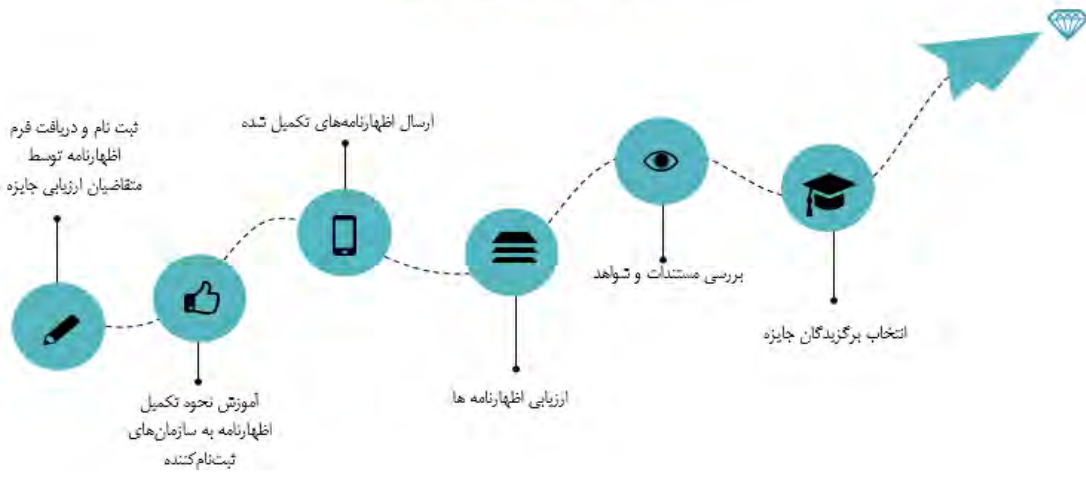 ثبت نام و دریافت فرم
اظهارنامه توسط
متقاضیان ارزیابی جایزه
آموزش نحوه تکمیل
اظهارنامه به سازمان‌های
ثبت‌نام‌کننده
ارسال اظهارنامه‌های تکمیل شده
ارزیابی اظهارنامه ها
بررسی مستندات و شواهد
انتخاب برگزیدگان جایزه